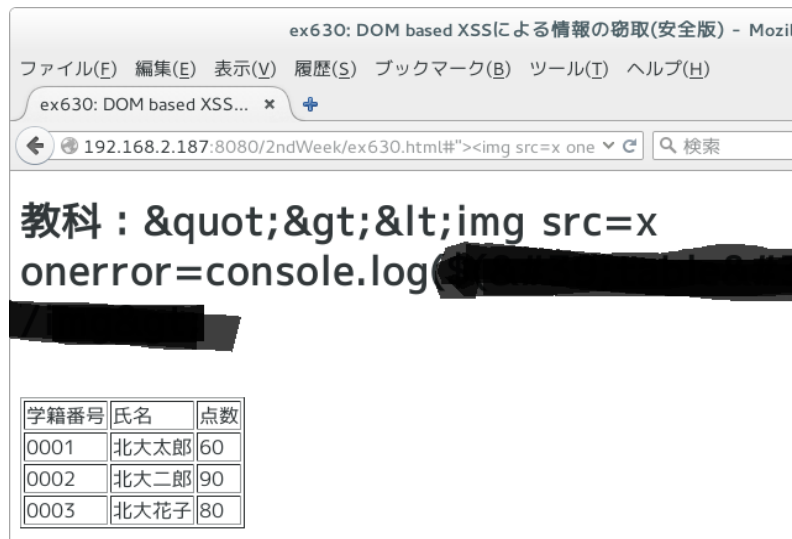 ex630: DOM based XSSによる情報の窃取(安全版) - Mozil
ファイル(F) 編集(E) 表示(V) 履歴(S) ブックマーク(B) ツール(T) ヘルプ(H)
ex630: DOM based XSS...
192.168.2.187:8080/2ndWeek/ex630.html#"><img src=x one 検索
教科：&quot;&gt;&lt;img src=x
onerror=console.log(
学籍番号 氏名 点数
0001 北大太郎 60
0002 北大二郎 90
0003 北大花子 80